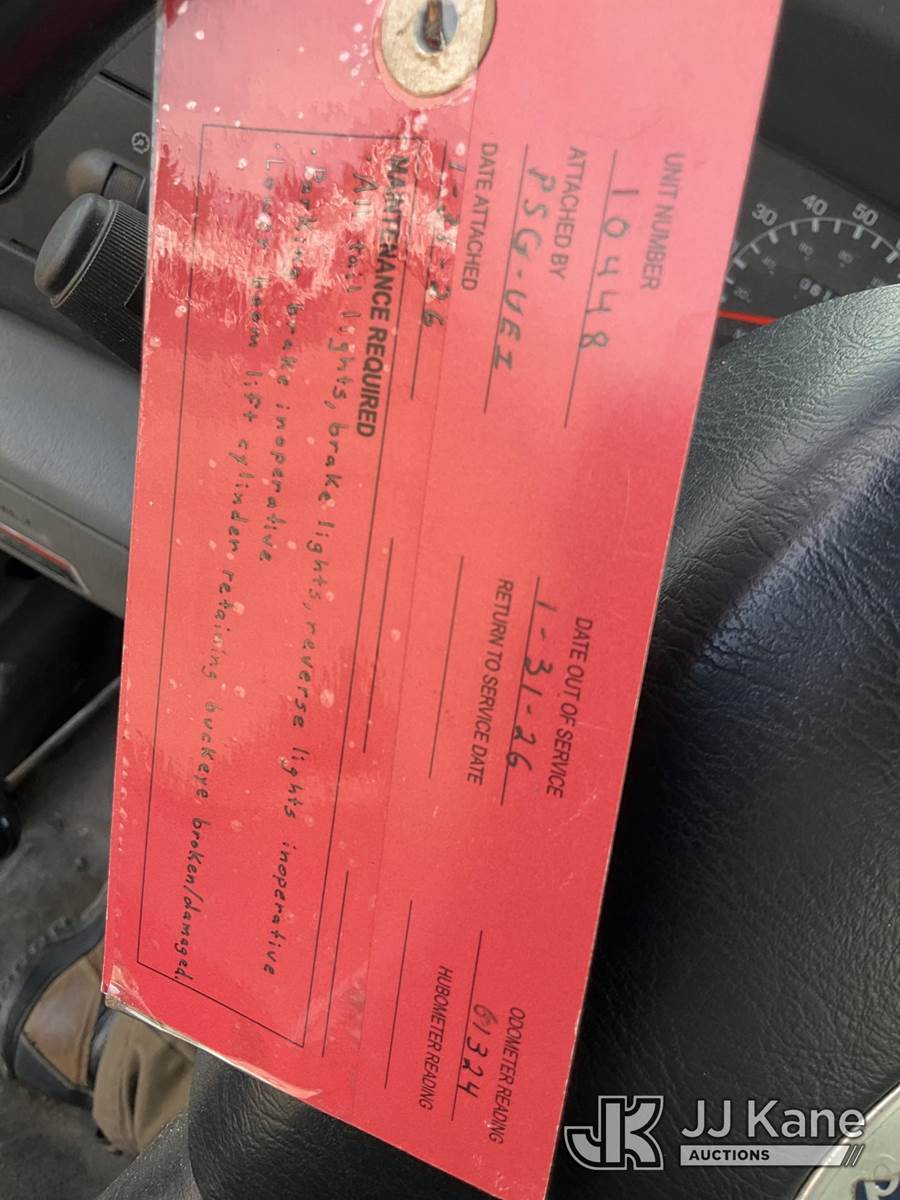 UNIT NUMBER
10448
DATE OUT OF SERVICE
1-31-26
ODOMETER READING
61324
ATTACHED BY
PSG-UEI
RETURN TO SERVICE DATE
HUBOMETER READING
DATE ATTACHED
26
MAINTENANCE REQUIRED
All tail lights, brake lights, reverse lights inoperative
· Parking brake inoperative
· Lower boom lift cylinder retaining buckeye broken/damaged.
30 40 50
JK JJ Kane
AUCTIONS